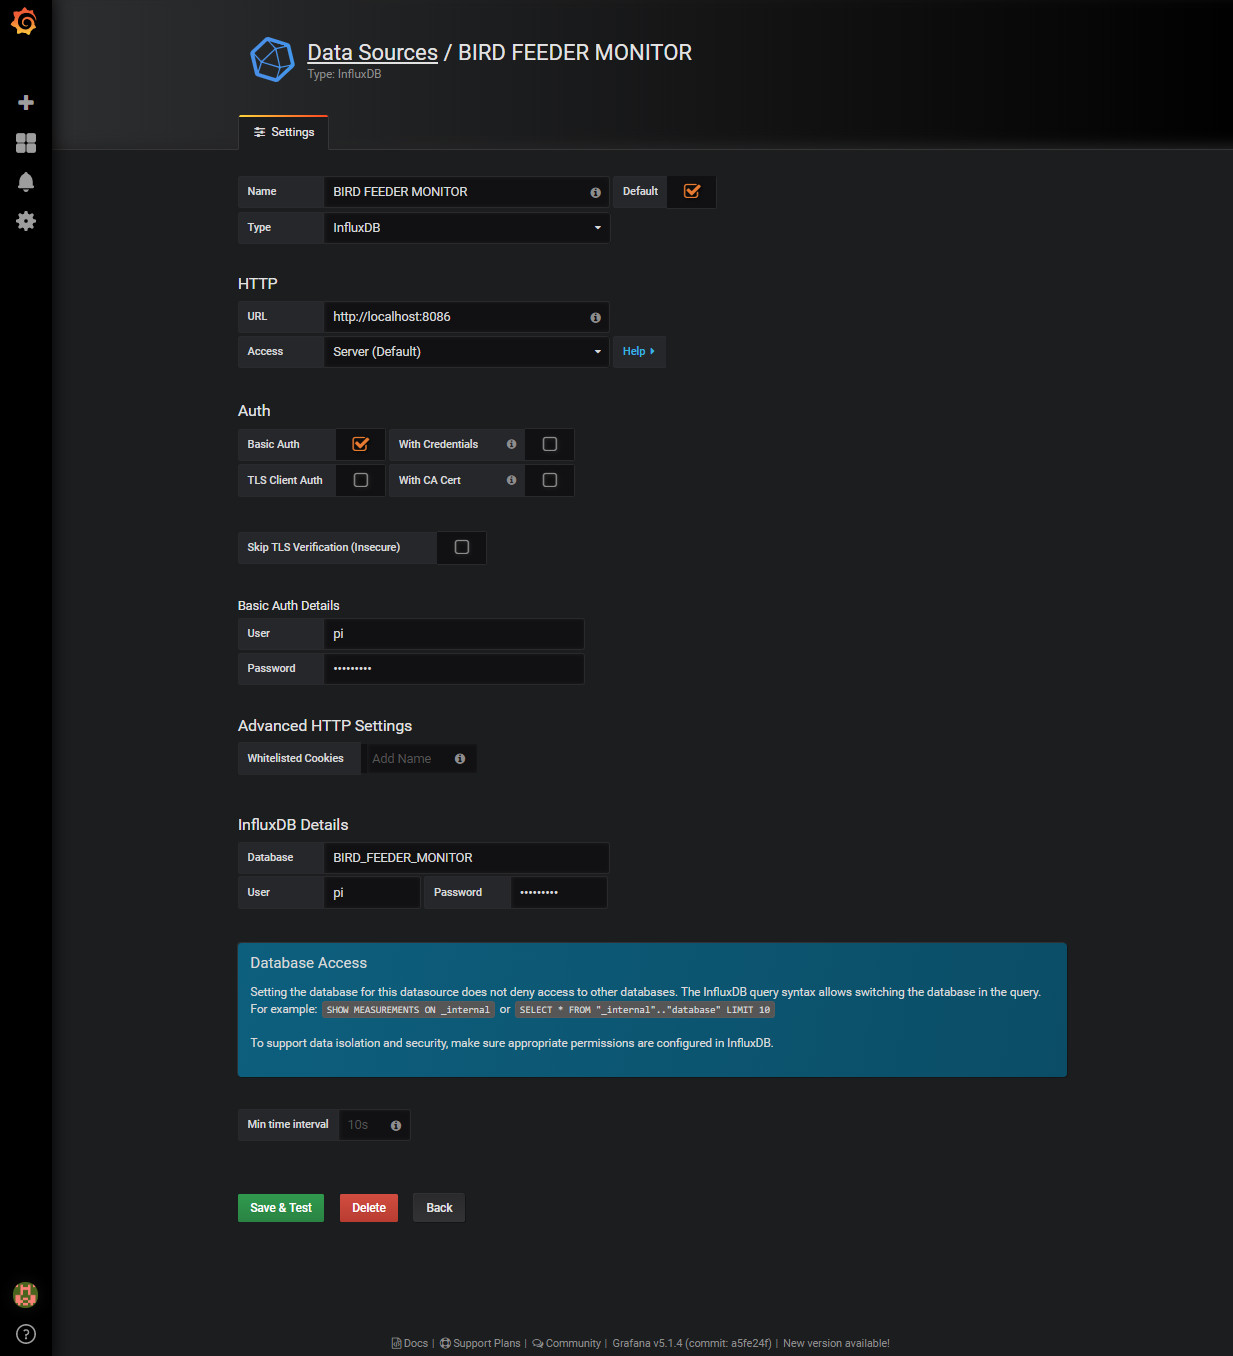 Data Sources / BIRD FEEDER MONITOR
Type: InfluxDB
Settings
Name BIRD FEEDER MONITOR Default
Type InfluxDB
HTTP
URL http://localhost:8086
Access Server (Default) Help
Auth
Basic Auth With Credentials
TLS Client Auth With CA Cert
Skip TLS Verification (Insecure)
Basic Auth Details
User pi
Password •••••••••
Advanced HTTP Settings
Whitelisted Cookies Add Name
InfluxDB Details
Database BIRD_FEEDER_MONITOR
User pi Password •••••••••
Database Access
Setting the database for this datasource does not deny access to other databases. The InfluxDB query syntax allows switching the database in the query.
For example: SHOW MEASUREMENTS ON _internal or SELECT * FROM "_internal".."database" LIMIT 10
To support data isolation and security, make sure appropriate permissions are configured in InfluxDB.
Min time interval 10s
Save & Test Delete Back
Docs | Support Plans | Community | Grafana v5.1.4 (commit: a5fe24f) | New version available!